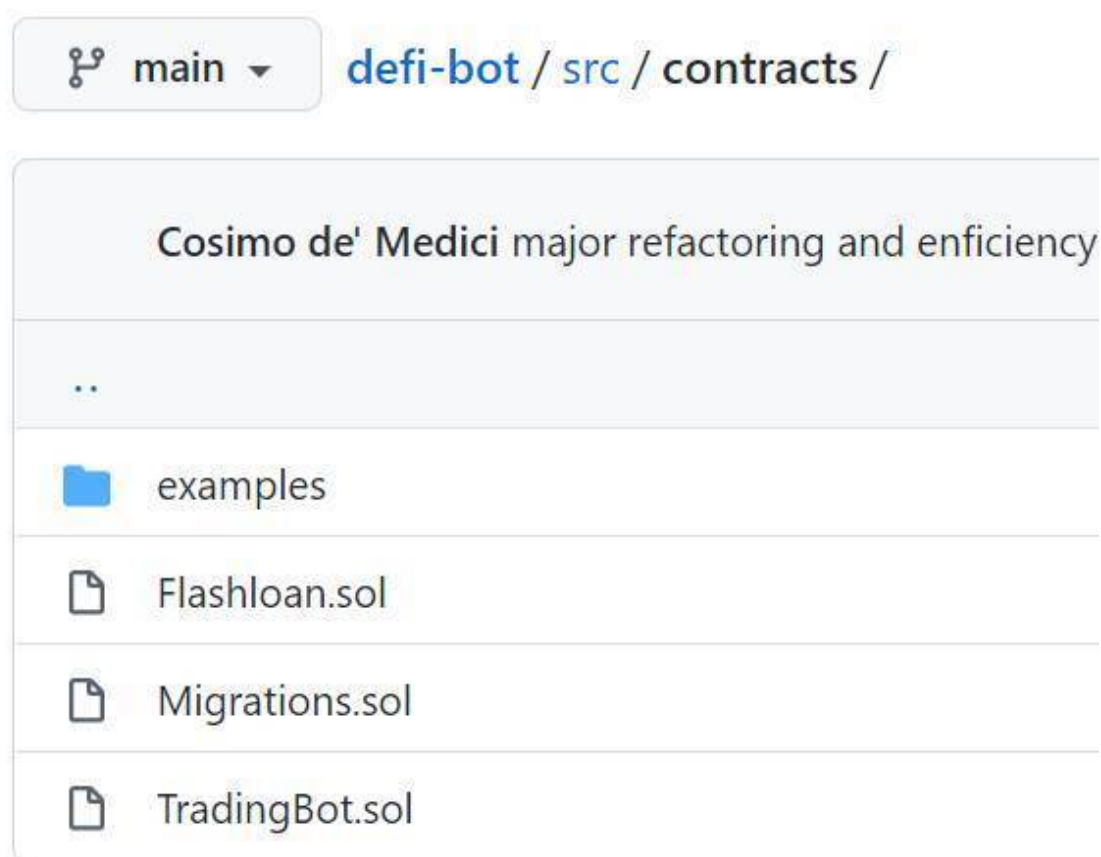 main defi-bot / src / contracts /
Cosimo de' Medici major refactoring and enficiency
..
examples
Flashloan.sol
Migrations.sol
TradingBot.sol